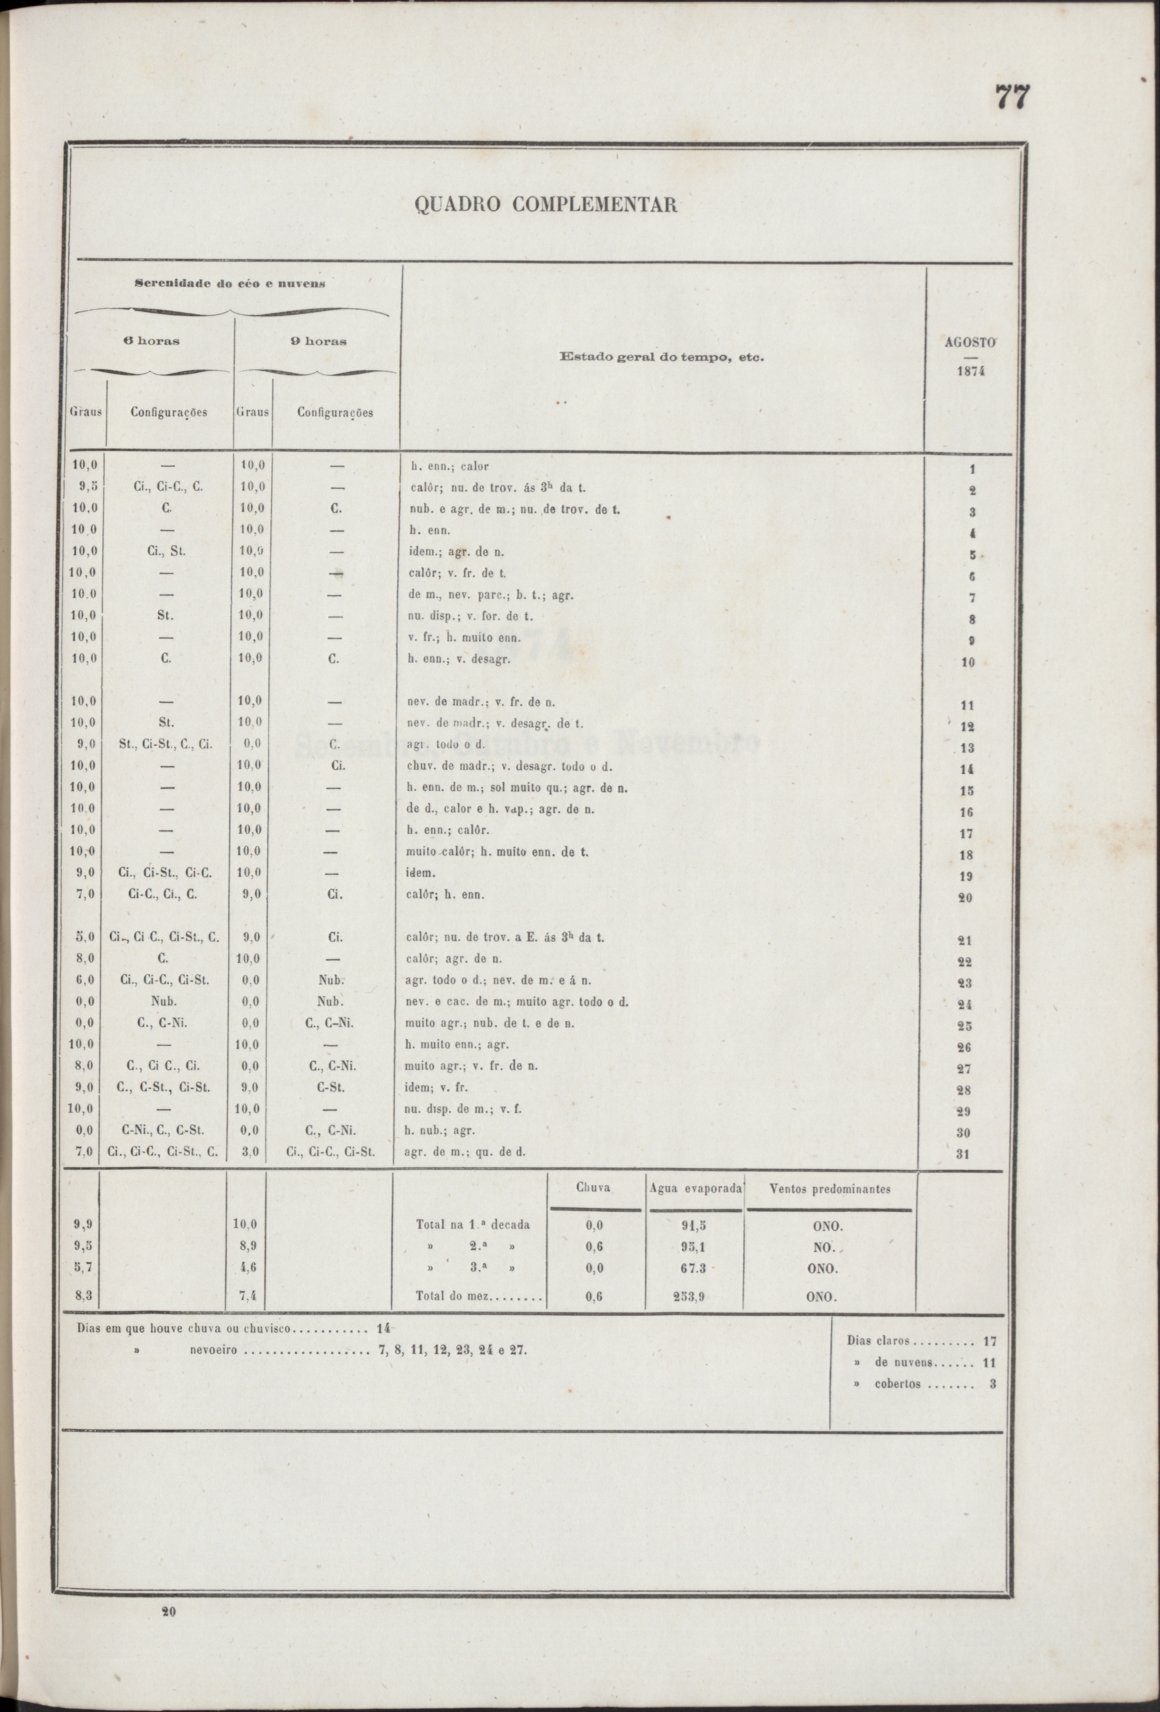 77
QUADRO COMPLEMENTAR
Serenidade do céo e nuvens
6 horas 9 horas
Estado geral do tempo, etc.
AGOSTO
—
1874
Graus Configurações Graus Configurações
10,0 — 10,0 — h. enn.; calor 1
9,5 Ci., Ci-C., C. 10,0 — calôr; nu. de trov. ás 3h da t. 2
10,0 C. 10,0 C. nub. e agr. de m.; nu. de trov. de t. 3
10 0 — 10,0 — h. enn. 4
10,0 Ci., St. 10,0 — idem.; agr. de n. 5
10,0 — 10,0 — calôr; v. fr. de t. 6
10.0 — 10,0 — de m., nev. parc.; b. t.; agr. 7
10,0 St. 10,0 — nu. disp.; v. for. de t. 8
10,0 — 10,0 — v. fr.; h. muito enn. 9
10,0 C. 10,0 C. h. enn.; v. desagr. 10
10,0 — 10,0 — nev. de madr.; v. fr. de n. 11
10,0 St. 10,0 — nev. de madr.; v. desagr. de t. 12
9,0 St., Ci-St., C., Ci. 0,0 C. agr. todo o d. 13
10,0 — 10,0 Ci. chuv. de madr.; v. desagr. todo o d. 14
10,0 — 10,0 — h. enn. de m.; sol muito qu.; agr. de n. 15
10,0 — 10,0 — de d., calor e h. vap.; agr. de n. 16
10,0 — 10,0 — h. enn.; calôr. 17
10,0 — 10,0 — muito calôr; h. muito enn. de t. 18
9,0 Ci., Ci-St., Ci-C. 10,0 — idem. 19
7,0 Ci-C., Ci., C. 9,0 Ci. calôr; h. enn. 20
5,0 Ci., Ci C., Ci-St., C. 9,0 Ci. calôr; nu. de trov. a E. ás 3h da t. 21
8,0 C. 10,0 — calôr; agr. de n. 22
6,0 Ci., Ci-C., Ci-St. 0,0 Nub. agr. todo o d.; nev. de m. e á n. 23
0,0 Nub. 0,0 Nub. nev. e cac. de m.; muito agr. todo o d. 24
0,0 C., C-Ni. 0,0 C., C-Ni. muito agr.; nub. de t. e de n. 25
10,0 — 10,0 — h. muito enn.; agr. 26
8,0 C., Ci C., Ci. 0,0 C., C-Ni. muito agr.; v. fr. de n. 27
9,0 C., C-St., Ci-St. 9,0 C-St. idem; v. fr. 28
10,0 — 10,0 — nu. disp. de m.; v. f. 29
0,0 C-Ni., C., C-St. 0,0 C., C-Ni. h. nub.; agr. 30
7,0 Ci., Ci-C., Ci-St., C. 3,0 Ci., Ci-C., Ci-St. agr. de m.; qu. de d. 31
Chuva Agua evaporada Ventos predominantes
9,9 10,0 Total na 1.ª decada 0,0 91,5 ONO.
9,5 8,9 » 2.ª » 0,6 95,1 NO.
5,7 4,6 » 3.ª » 0,0 67.3 ONO.
8,3 7,4 Total do mez........ 0,6 253,9 ONO.
Dias em que houve chuva ou chuvisco........... 14
» nevoeiro .................. 7, 8, 11, 12, 23, 24 e 27.
Dias claros......... 17
» de nuvens...... 11
» cobertos ....... 3
20